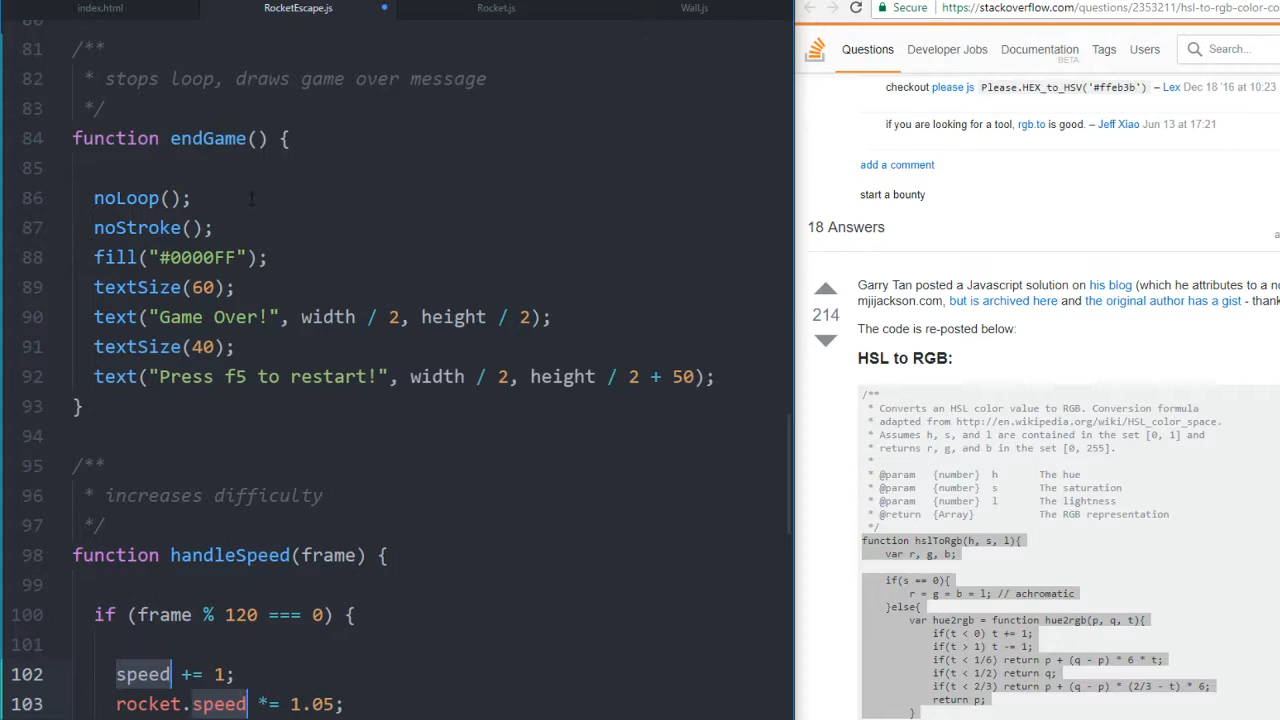 index.html
RocketEscape.js
Rocket.js
Wall.js
81 /**
82 * stops loop, draws game over message
83 */
84 function endGame() {
85
86 noLoop();
87 noStroke();
88 fill("#0000FF");
89 textSize(60);
90 text("Game Over!", width / 2, height / 2);
91 textSize(40);
92 text("Press f5 to restart!", width / 2, height / 2 + 50);
93 }
94
95 /**
96 * increases difficulty
97 */
98 function handleSpeed(frame) {
99
100 if (frame % 120 === 0) {
101
102 speed += 1;
103 rocket.speed *= 1.05;
Secure https://stackoverflow.com/questions/2353211/hsl-to-rgb-color-co
Questions Developer Jobs Documentation Tags Users Search...
BETA
checkout please js Please.HEX_to_HSV('#ffeb3b') – Lex Dec 18 '16 at 10:23
if you are looking for a tool, rgb.to is good. – Jeff Xiao Jun 13 at 17:21
add a comment
start a bounty
18 Answers
a
Garry Tan posted a Javascript solution on his blog (which he attributes to a no
mjijackson.com, but is archived here and the original author has a gist - thank
214
The code is re-posted below:
HSL to RGB:
/**
* Converts an HSL color value to RGB. Conversion formula
* adapted from http://en.wikipedia.org/wiki/HSL_color_space.
* Assumes h, s, and l are contained in the set [0, 1] and
* returns r, g, and b in the set [0, 255].
*
* @param {number} h The hue
* @param {number} s The saturation
* @param {number} l The lightness
* @return {Array} The RGB representation
*/
function hslToRgb(h, s, l){
var r, g, b;
if(s == 0){
r = g = b = l; // achromatic
}else{
var hue2rgb = function hue2rgb(p, q, t){
if(t < 0) t += 1;
if(t > 1) t -= 1;
if(t < 1/6) return p + (q - p) * 6 * t;
if(t < 1/2) return q;
if(t < 2/3) return p + (q - p) * (2/3 - t) * 6;
return p;
}